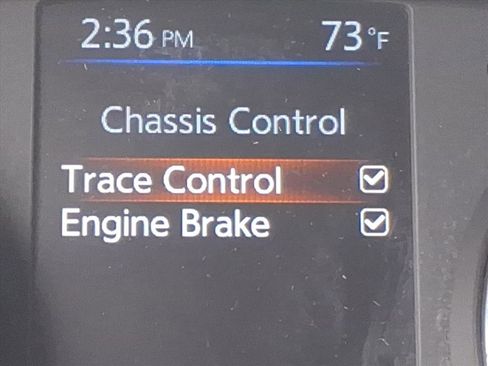 2:36 PM 73°F
Chassis Control
Trace Control
Engine Brake